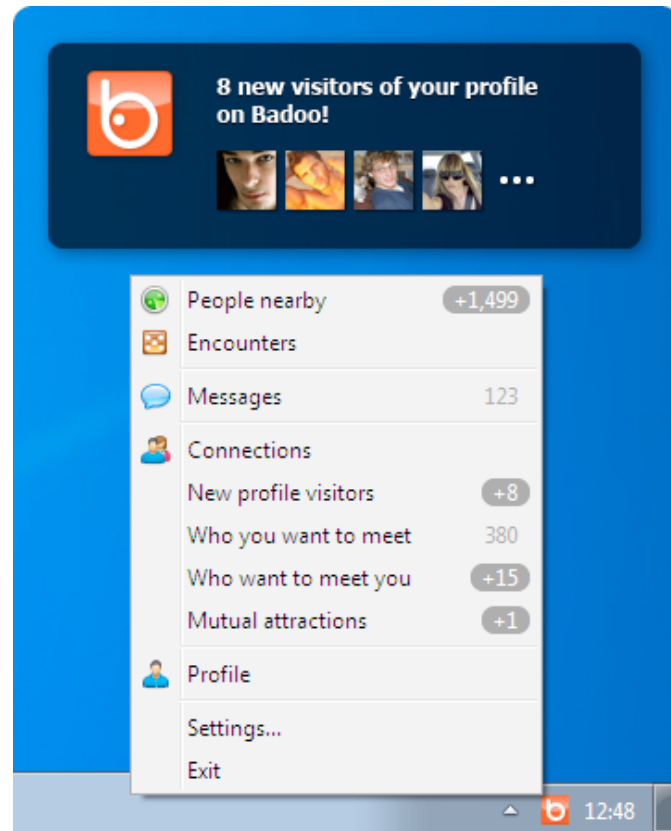 8 new visitors of your profile
on Badoo!
People nearby +1,499
Encounters
Messages 123
Connections
New profile visitors +8
Who you want to meet 380
Who want to meet you +15
Mutual attractions +1
Profile
Settings...
Exit
12:48